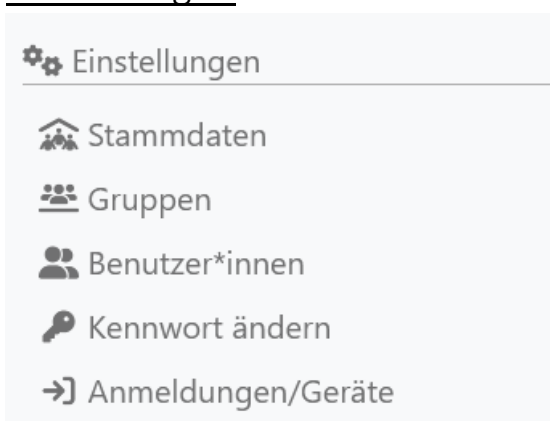 Einstellungen
Stammdaten
Gruppen
Benutzer*innen
Kennwort ändern
Anmeldungen/Geräte